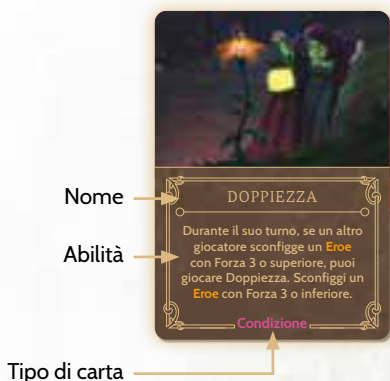 Nome
DOPPIEZZA
Abilità
Durante il suo turno, se un altro
giocatore sconfigge un Eroe
con Forza 3 o superiore, puoi
giocare Doppiezza. Sconfiggi un
Eroe con Forza 3 o inferiore.
Condizione
Tipo di carta